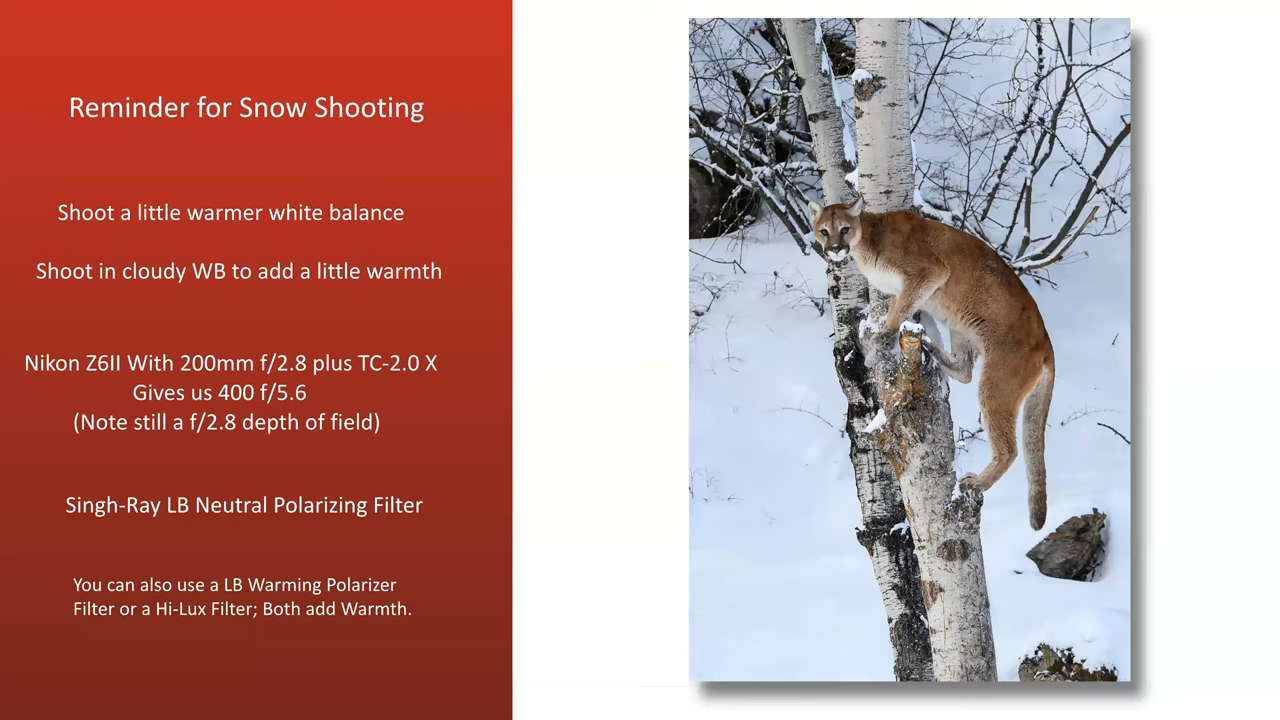 Reminder for Snow Shooting
Shoot a little warmer white balance
Shoot in cloudy WB to add a little warmth
Nikon Z6II With 200mm f/2.8 plus TC-2.0 X
Gives us 400 f/5.6
(Note still a f/2.8 depth of field)
Singh-Ray LB Neutral Polarizing Filter
You can also use a LB Warming Polarizer
Filter or a Hi-Lux Filter; Both add Warmth.